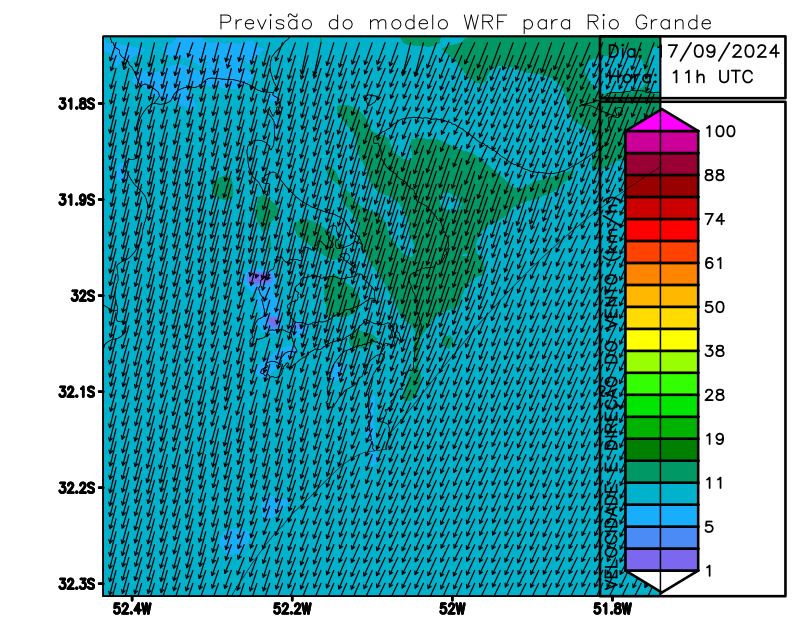 Previsão do modelo WRF para Rio Grande
Dia: 17/09/2024
Hora: 11h UTC
31.8S
31.9S
32S
32.1S
32.2S
32.3S
52.4W
52.2W
52W
51.8W
VELOCIDADE E DIREÇÃO DO VENTO (km/h)
100
88
74
61
50
38
28
19
11
5
1